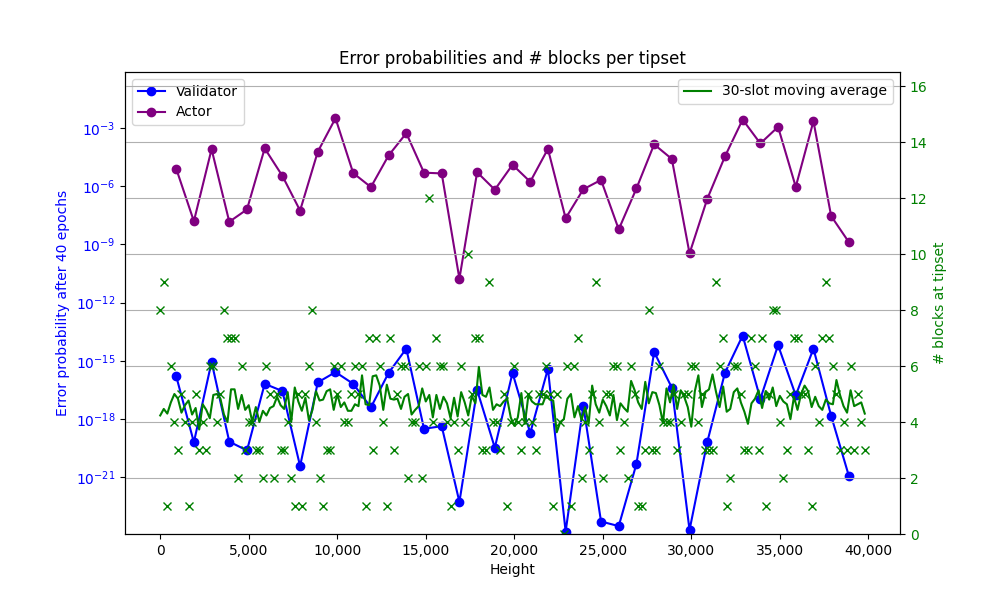 Error probabilities and # blocks per tipset
Validator
Actor
30-slot moving average
Error probability after 40 epochs
10⁻³
10⁻⁶
10⁻⁹
10⁻¹²
10⁻¹⁵
10⁻¹⁸
10⁻²¹
16
14
12
10
8
6
4
2
0
# blocks at tipset
0 5,000 10,000 15,000 20,000 25,000 30,000 35,000 40,000
Height